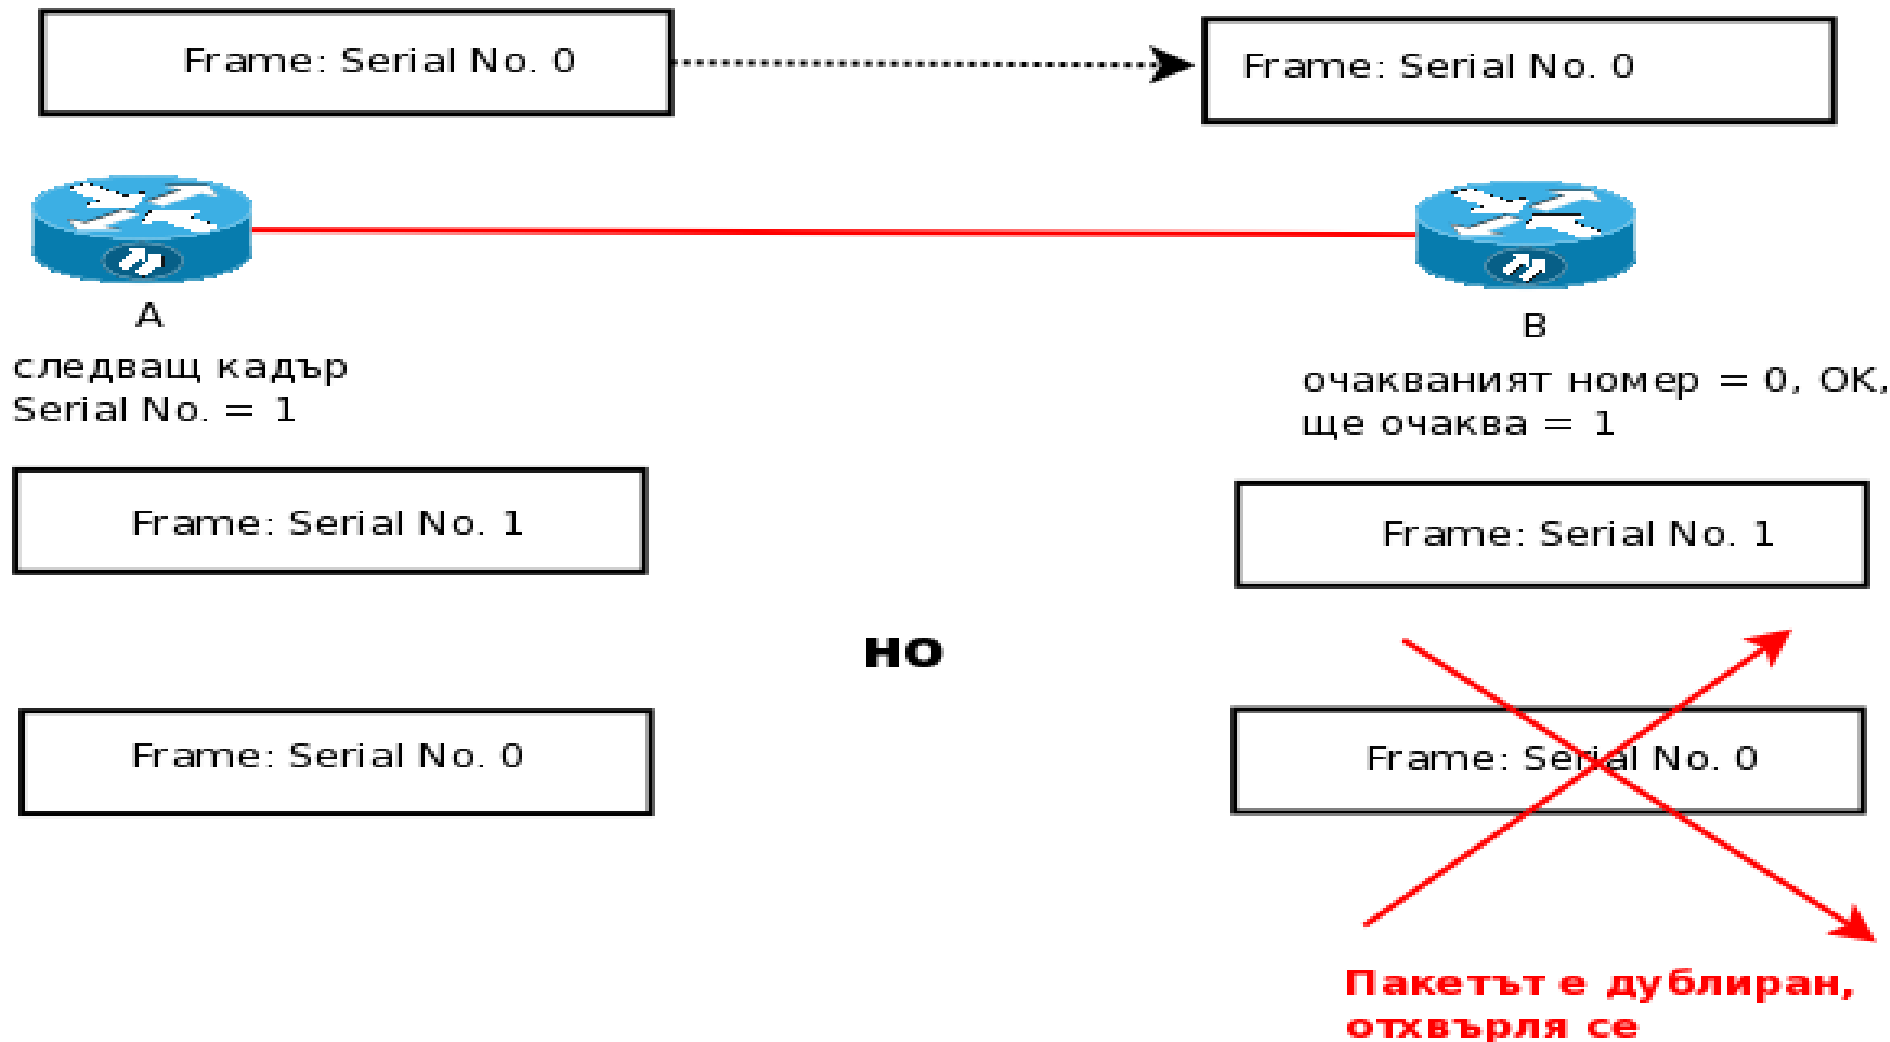 Frame: Serial No. 0
Frame: Serial No. 0
A
B
следващ кадър
Serial No. = 1
очакваният номер = 0, OK,
ще очаква = 1
Frame: Serial No. 1
Frame: Serial No. 1
но
Frame: Serial No. 0
Frame: Serial No. 0
Пакетът е дублиран,
отхвърля се